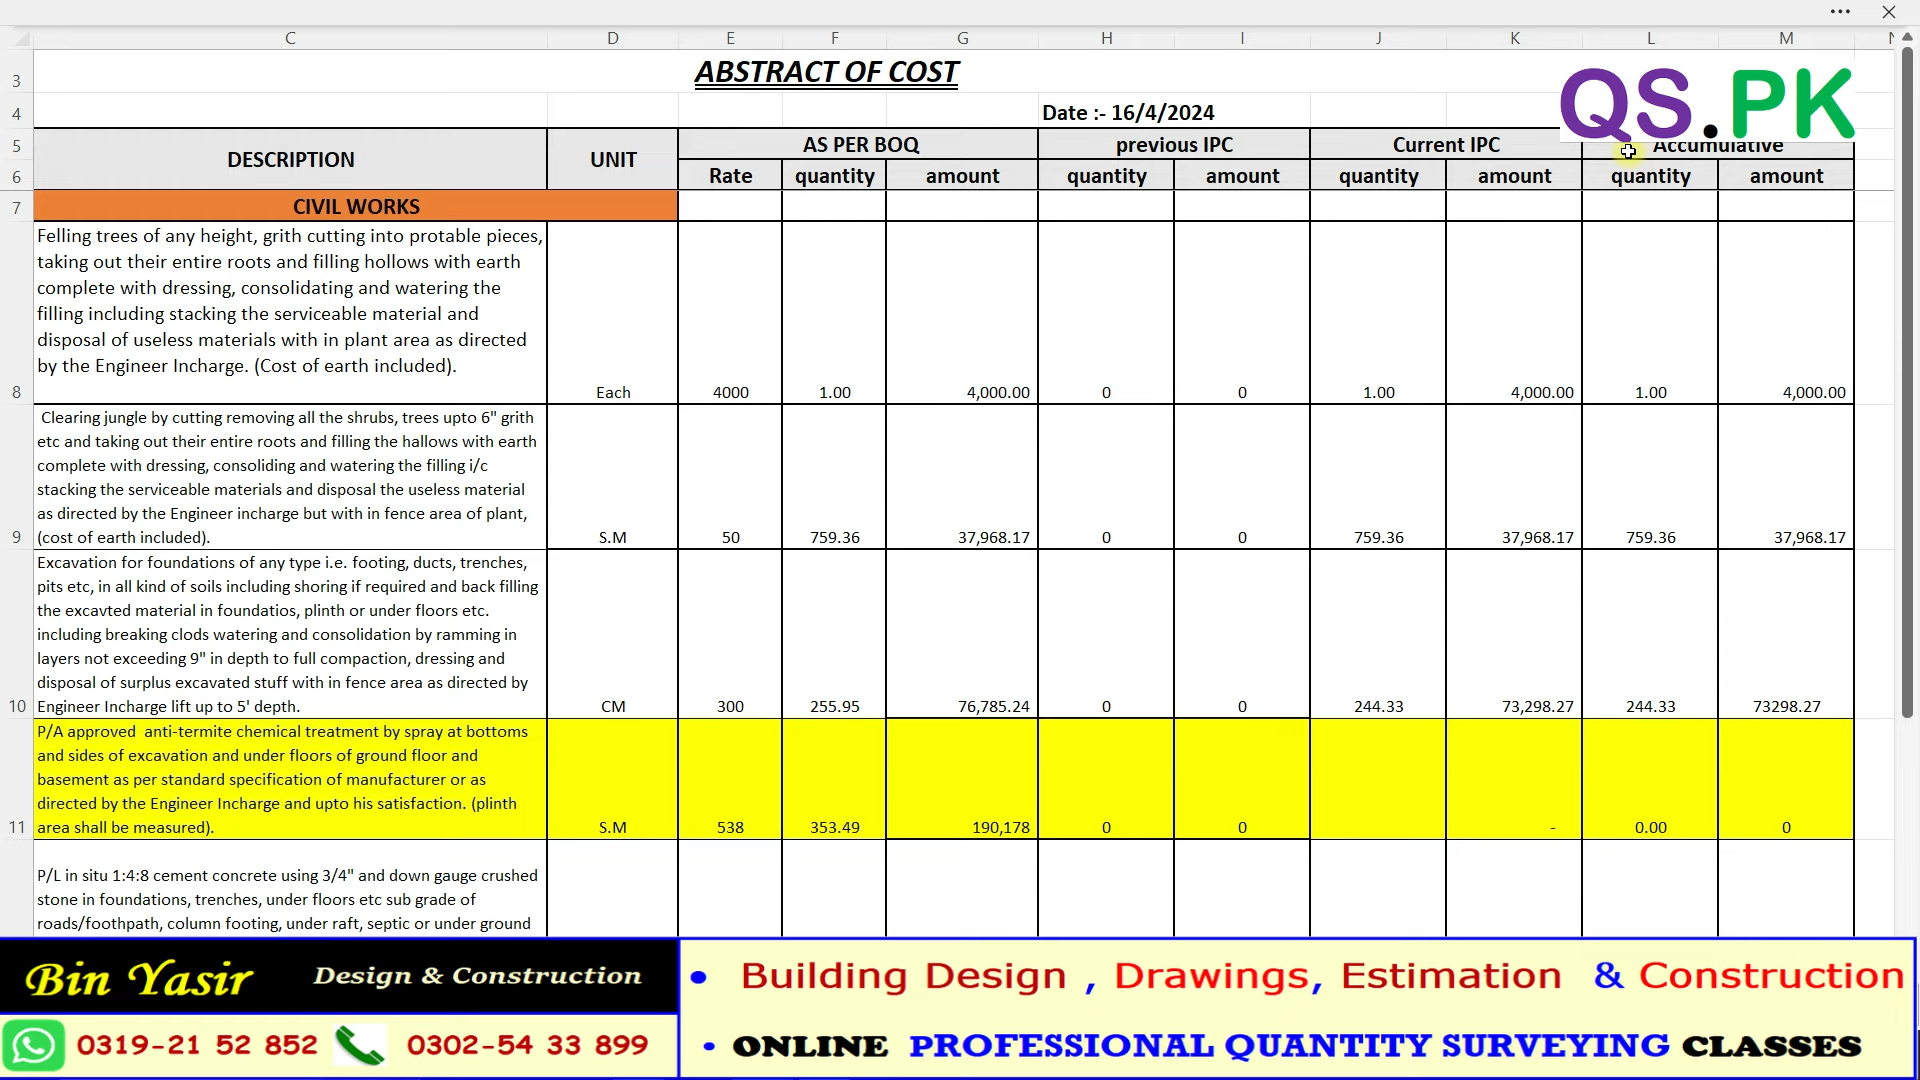 C D E F G H I J K L M
3 ABSTRACT OF COST
QS.PK
4 Date :- 16/4/2024
5 DESCRIPTION UNIT AS PER BOQ previous IPC Current IPC Accumulative
6 Rate quantity amount quantity amount quantity amount quantity amount
7 CIVIL WORKS
Felling trees of any height, grith cutting into protable pieces,
taking out their entire roots and filling hollows with earth
complete with dressing, consolidating and watering the
filling including stacking the serviceable material and
disposal of useless materials with in plant area as directed
by the Engineer Incharge. (Cost of earth included).
8 Each 4000 1.00 4,000.00 0 0 1.00 4,000.00 1.00 4,000.00
Clearing jungle by cutting removing all the shrubs, trees upto 6" grith
etc and taking out their entire roots and filling the hallows with earth
complete with dressing, consoliding and watering the filling i/c
stacking the serviceable materials and disposal the useless material
as directed by the Engineer incharge but with in fence area of plant,
9 (cost of earth included). S.M 50 759.36 37,968.17 0 0 759.36 37,968.17 759.36 37,968.17
Excavation for foundations of any type i.e. footing, ducts, trenches,
pits etc, in all kind of soils including shoring if required and back filling
the excavted material in foundatios, plinth or under floors etc.
including breaking clods watering and consolidation by ramming in
layers not exceeding 9" in depth to full compaction, dressing and
disposal of surplus excavated stuff with in fence area as directed by
10 Engineer Incharge lift up to 5' depth. CM 300 255.95 76,785.24 0 0 244.33 73,298.27 244.33 73298.27
P/A approved  anti-termite chemical treatment by spray at bottoms
and sides of excavation and under floors of ground floor and
basement as per standard specification of manufacturer or as
directed by the Engineer Incharge and upto his satisfaction. (plinth
11 area shall be measured). S.M 538 353.49 190,178 0 0 - 0.00 0
P/L in situ 1:4:8 cement concrete using 3/4" and down gauge crushed
stone in foundations, trenches, under floors etc sub grade of
roads/foothpath, column footing, under raft, septic or under ground
Bin Yasir Design & Construction
0319-21 52 852 0302-54 33 899
• Building Design , Drawings, Estimation & Construction
• ONLINE PROFESSIONAL QUANTITY SURVEYING CLASSES